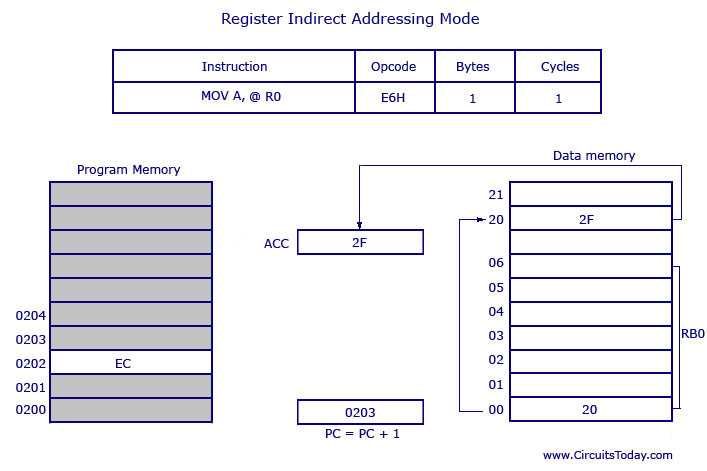 Register Indirect Addressing Mode
Instruction Opcode Bytes Cycles
MOV A, @ R0 E6H 1 1
Data memory
Program Memory
21
20 2F
ACC 2F
06
05
0204
04
0203
03
RB0
0202 EC
02
0201
01
0200
0203
00 20
PC = PC + 1
www.CircuitsToday.com